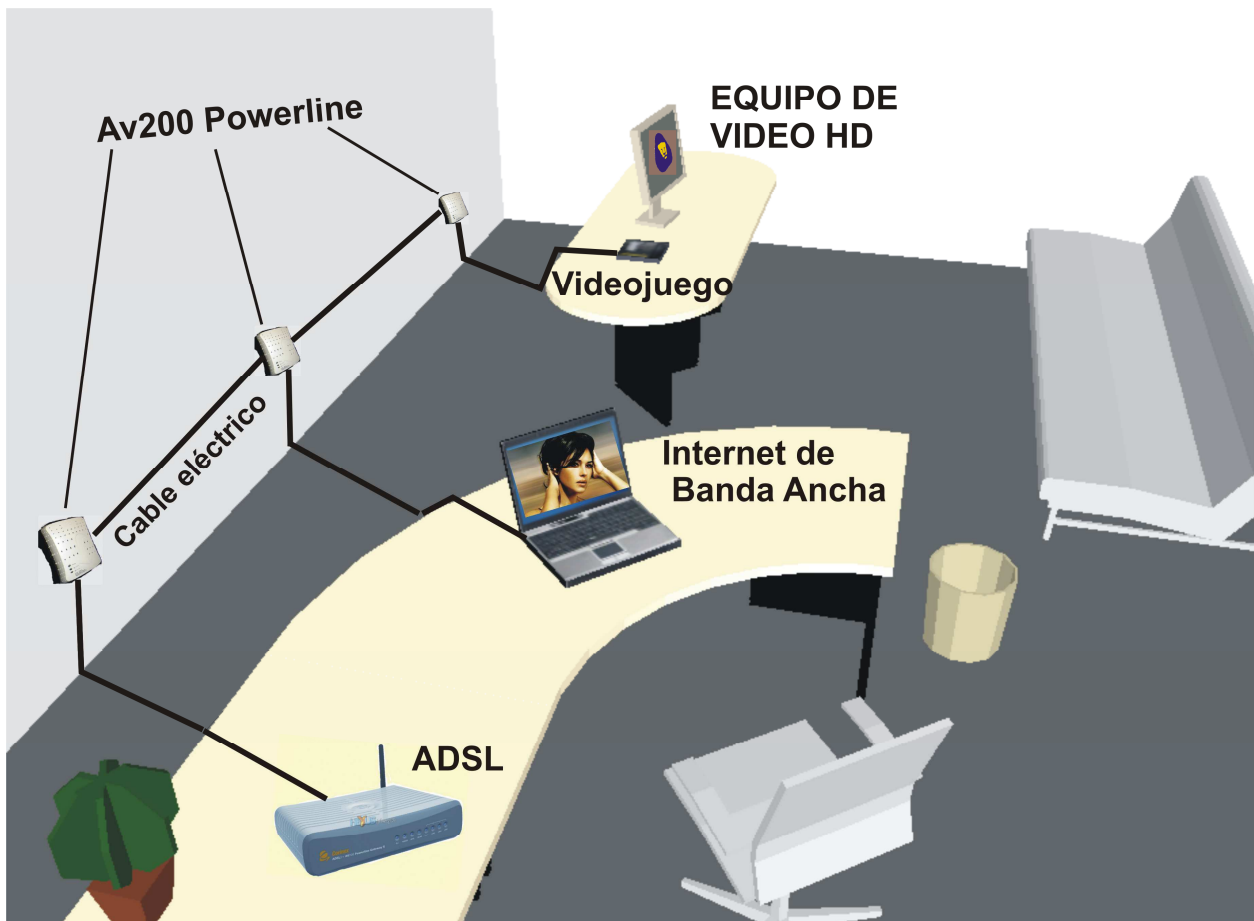 Av200 Powerline
EQUIPO DE
VIDEO HD
Videojuego
Cable eléctrico
Internet de
Banda Ancha
ADSL